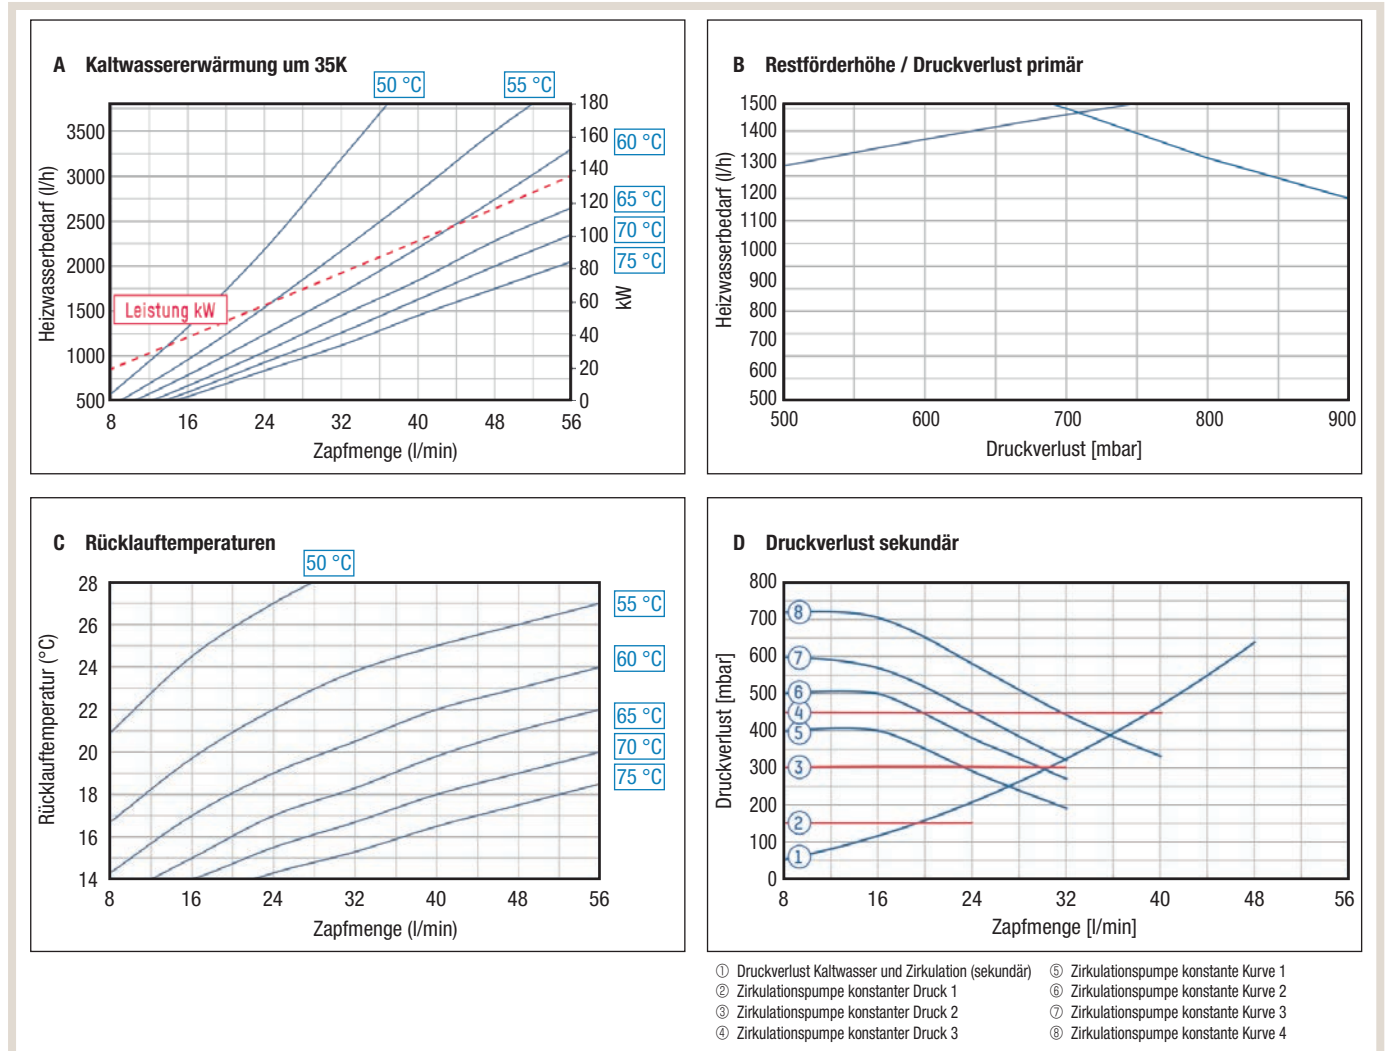 A Kaltwassererwärmung um 35K
50 °C
55 °C
180
3500
160
60 °C
140
3000
65 °C
120
2500
70 °C
100
2000
75 °C
80
1500
Leistung kW
60
1000
40
20
500
0
8 16 24 32 40 48 56
Heizwasserbedarf (l/h)
kW
Zapfmenge (l/min)
B Restförderhöhe / Druckverlust primär
1500
1400
1300
1200
1100
1000
900
800
700
600
500
500 600 700 800 900
Heizwasserbedarf (l/h)
Druckverlust [mbar]
C Rücklauftemperaturen
50 °C
28
55 °C
26
60 °C
24
65 °C
22
70 °C
20
75 °C
18
16
14
8 16 24 32 40 48 56
Rücklauftemperatur (°C)
Zapfmenge (l/min)
D Druckverlust sekundär
800
700
600
500
400
300
200
100
0
8
7
6
4
5
3
2
1
8 16 24 32 40 48 56
Druckverlust [mbar]
Zapfmenge [l/min]
① Druckverlust Kaltwasser und Zirkulation (sekundär)
② Zirkulationspumpe konstanter Druck 1
③ Zirkulationspumpe konstanter Druck 2
④ Zirkulationspumpe konstanter Druck 3
⑤ Zirkulationspumpe konstante Kurve 1
⑥ Zirkulationspumpe konstante Kurve 2
⑦ Zirkulationspumpe konstante Kurve 3
⑧ Zirkulationspumpe konstante Kurve 4